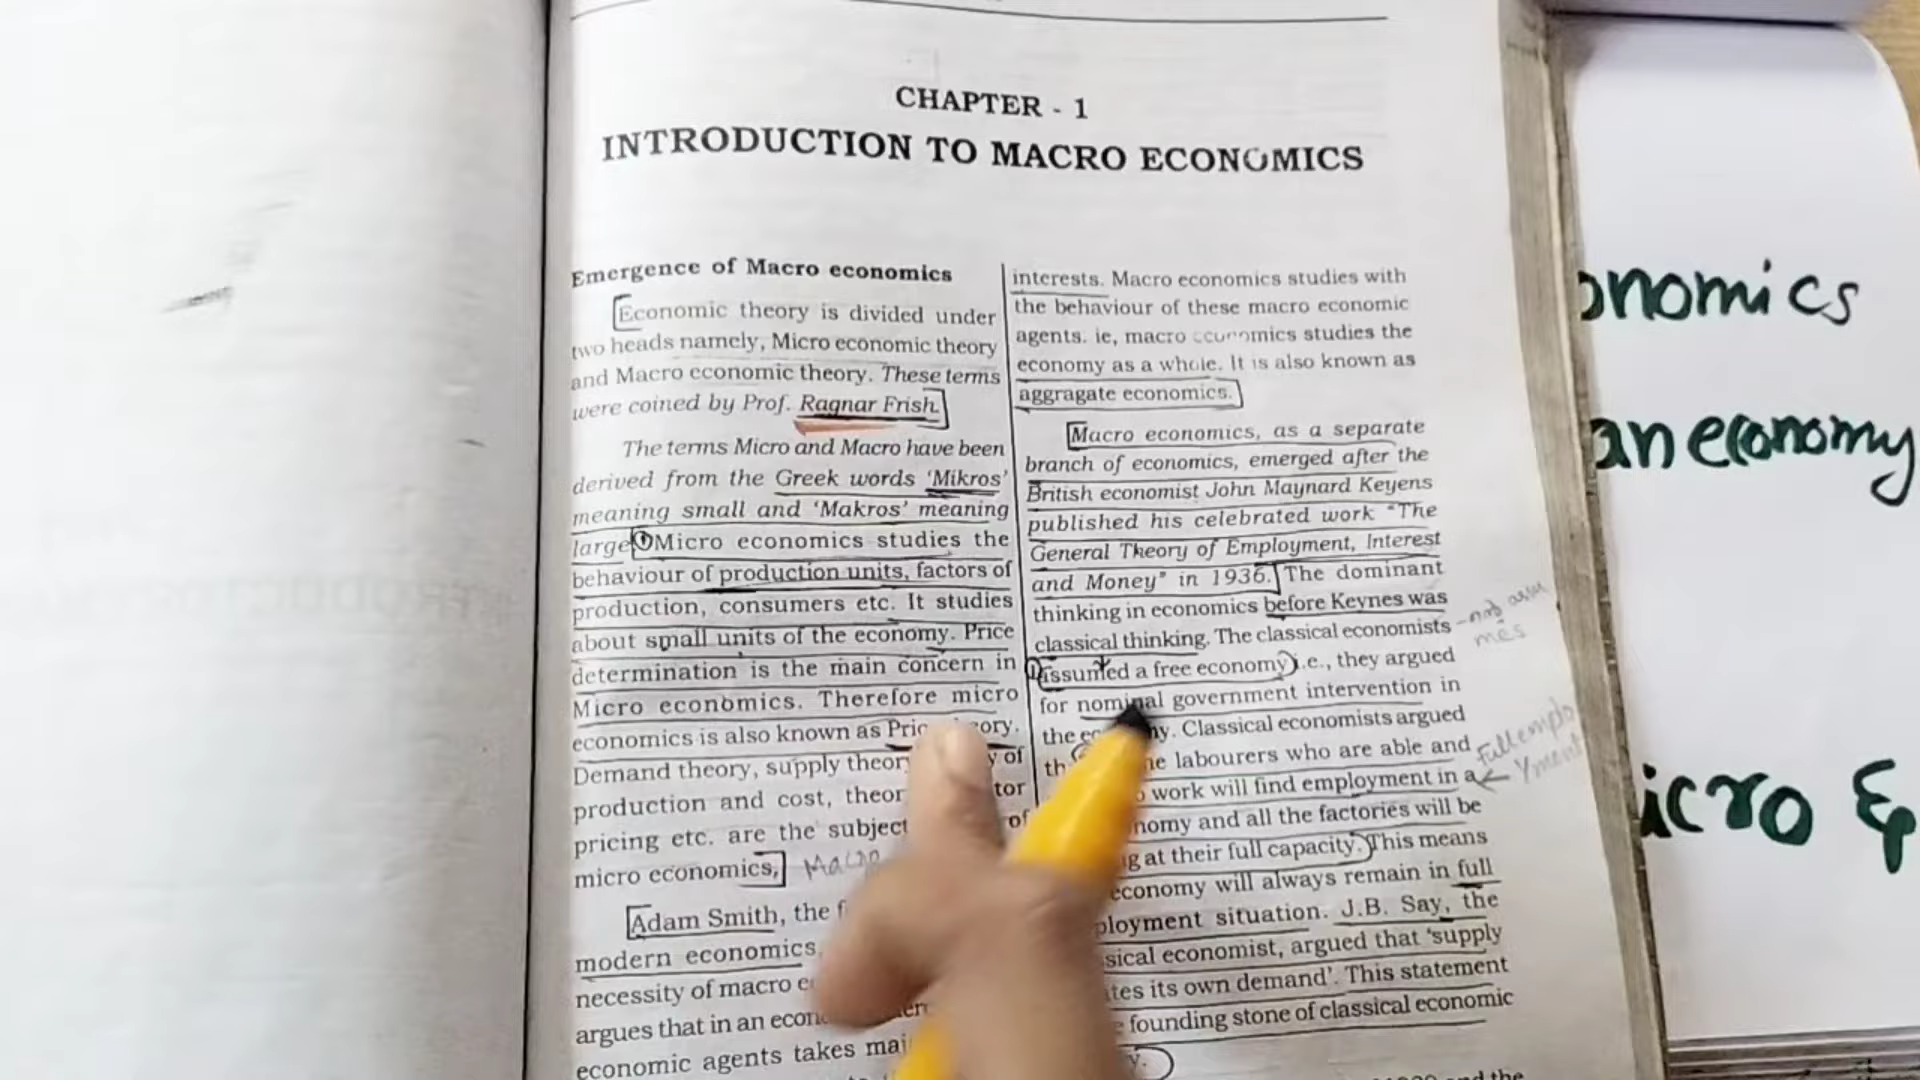 CHAPTER - 1
INTRODUCTION TO MACRO ECONOMICS
Emergence of Macro economics
Economic theory is divided under
two heads namely, Micro economic theory
and Macro economic theory. These terms
were coined by Prof. Ragnar Frish.
The terms Micro and Macro have been
derived from the Greek words ‘Mikros’
meaning small and ‘Makros’ meaning
large Micro economics studies the
behaviour of production units, factors of
production, consumers etc. It studies
about small units of the economy. Price
determination is the main concern in
Micro economics. Therefore micro
economics is also known as
Demand theory, supply of
production and cost,
pricing etc. are the subject of
micro economics, Macro
Adam Smith, the
modern economics
necessity of macro
argues that in an
economic agents takes
interests. Macro economics studies with
the behaviour of these macro economic
agents. ie, macro economics studies the
economy as a whole. It is also known as
aggragate economics.
Macro economics, as a separate
branch of economics, emerged after the
British economist John Maynard Keyens
published his celebrated work “The
General Theory of Employment, Interest
and Money” in 1936. The dominant
thinking in economics before Keynes was
classical thinking. The classical economists
assumed a free economy i.e., they argued
for nominal government intervention in
the Classical economists argued
labourers who are able and
work will find employment in a
nomy and all the factories will be
g at their full capacity. This means
economy will always remain in full
ployment situation. J.B. Say, the
sical economist, argued that ‘supply
tes its own demand’. This statement
founding stone of classical economic
y.
and the
onomics
an economy
icro &